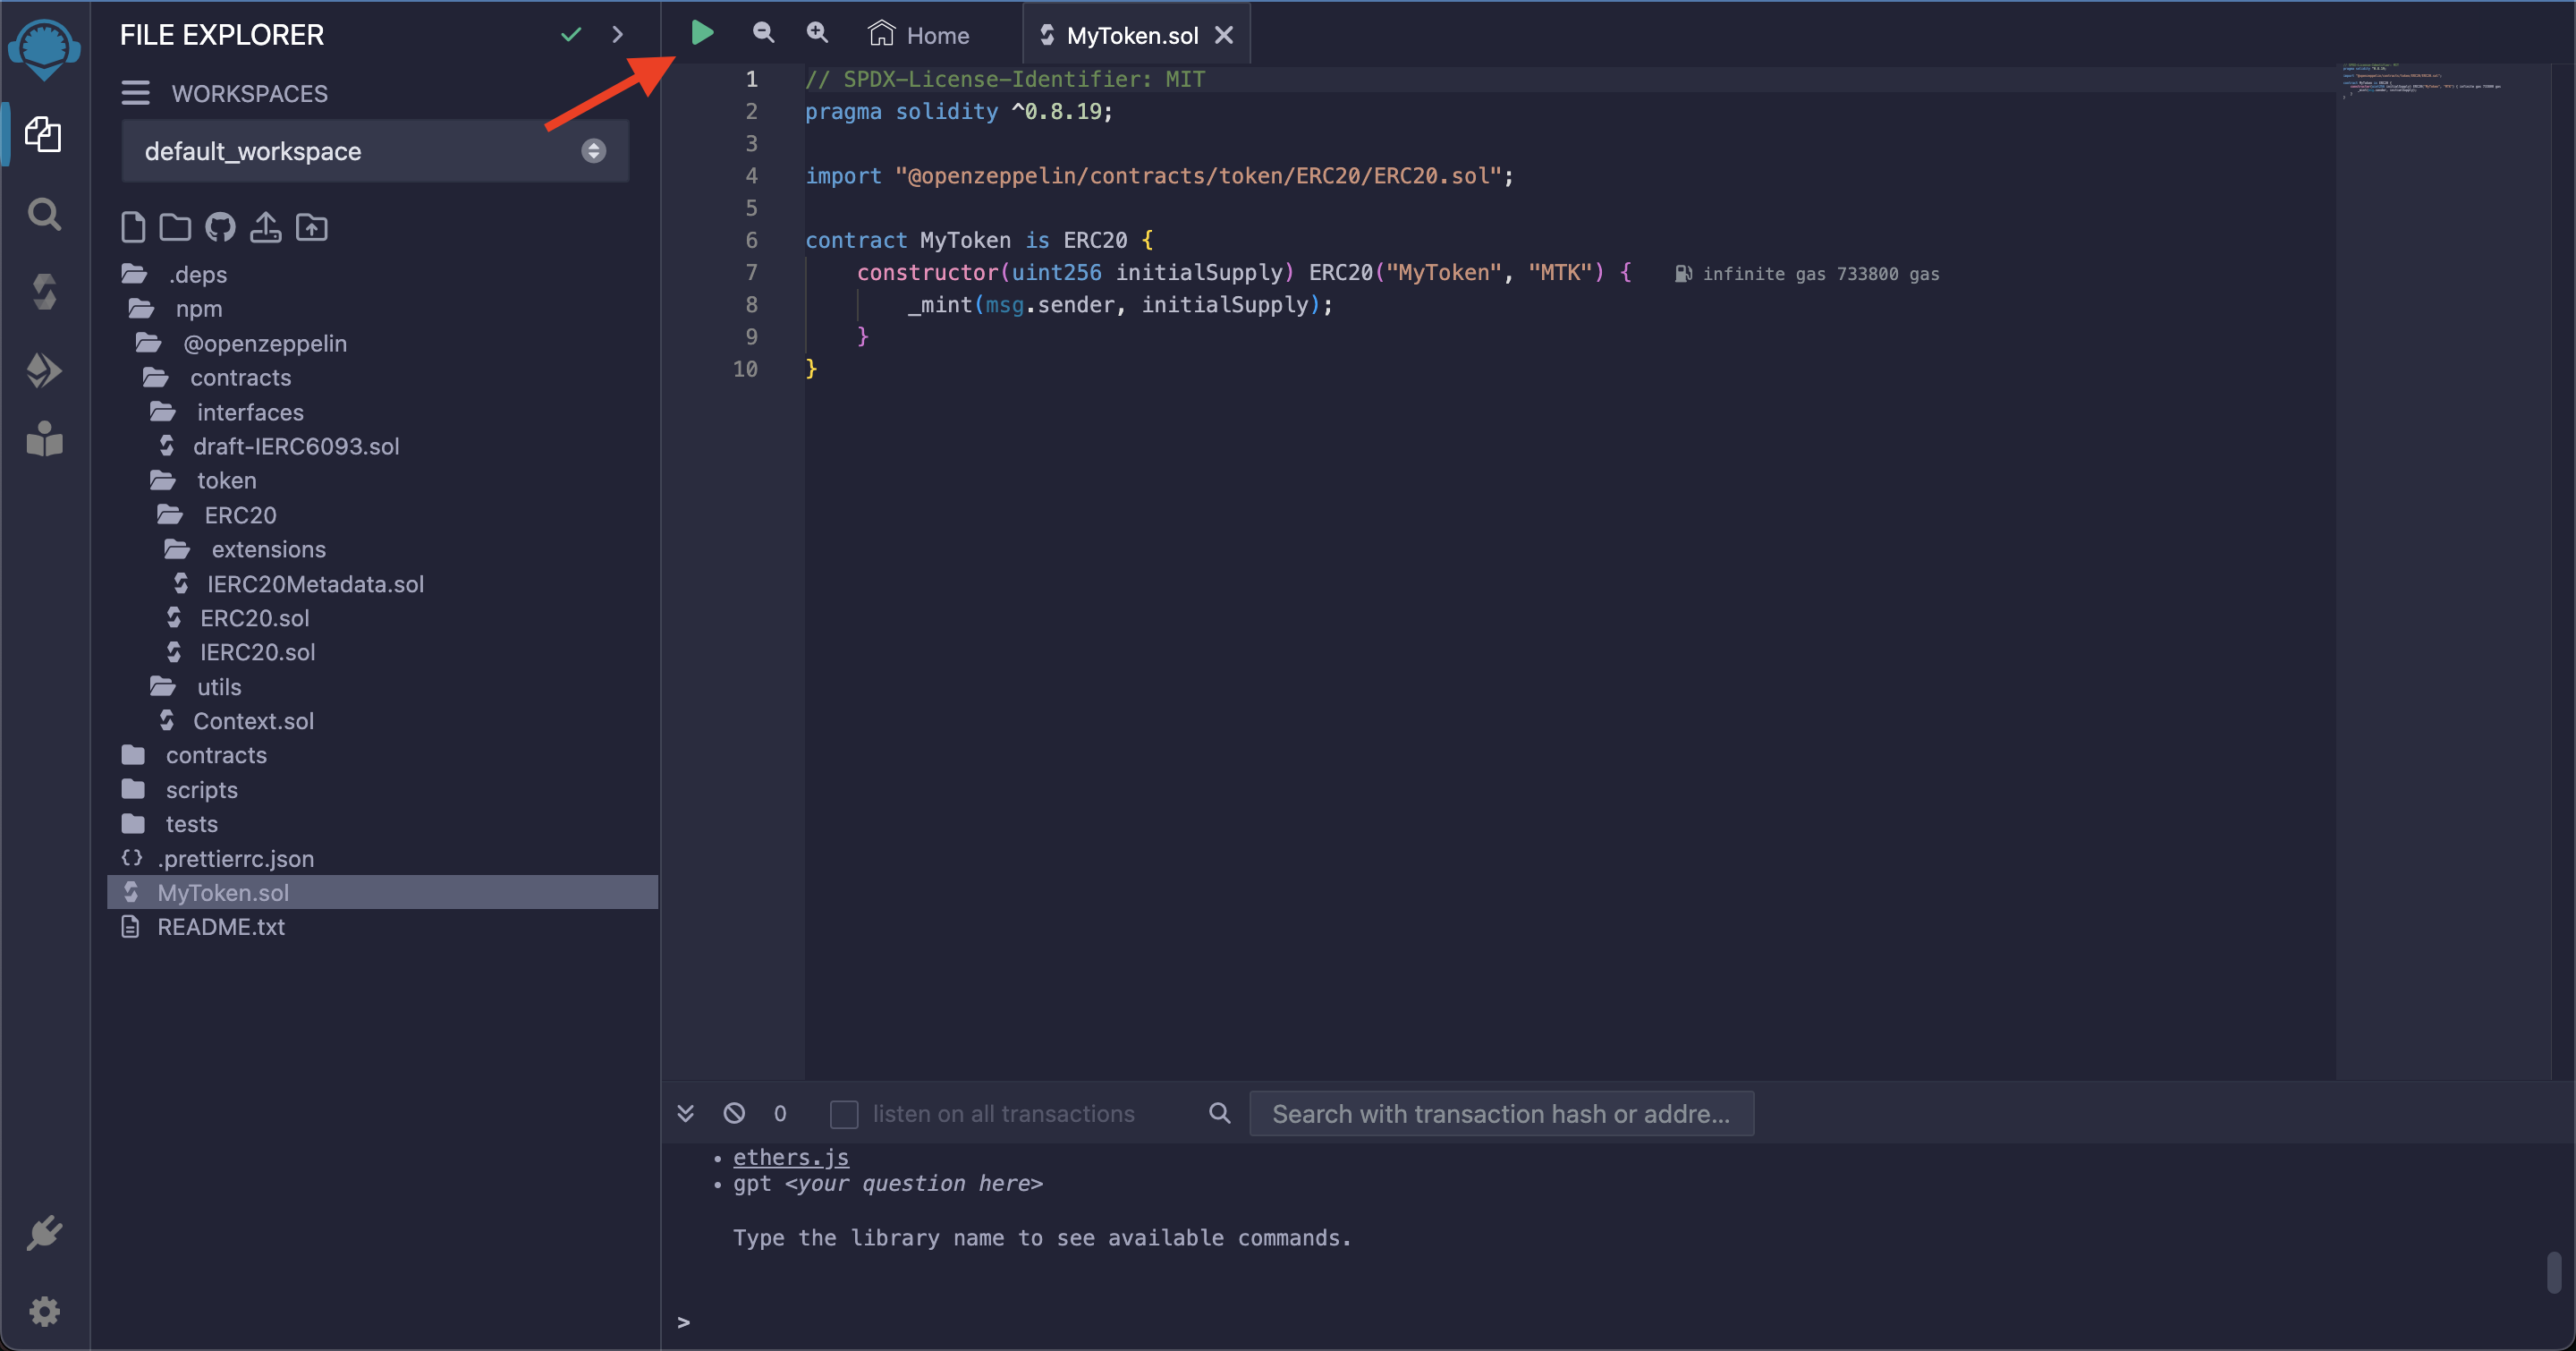 FILE EXPLORER
WORKSPACES
default_workspace
.deps
npm
@openzeppelin
contracts
interfaces
draft-IERC6093.sol
token
ERC20
extensions
IERC20Metadata.sol
ERC20.sol
IERC20.sol
utils
Context.sol
contracts
scripts
tests
.prettierrc.json
MyToken.sol
README.txt
Home
MyToken.sol
1 // SPDX-License-Identifier: MIT
2 pragma solidity ^0.8.19;
3
4 import "@openzeppelin/contracts/token/ERC20/ERC20.sol";
5
6 contract MyToken is ERC20 {
7 constructor(uint256 initialSupply) ERC20("MyToken", "MTK") { infinite gas 733800 gas
8 _mint(msg.sender, initialSupply);
9 }
10 }
0 listen on all transactions Search with transaction hash or addre...
• ethers.js
• gpt <your question here>
Type the library name to see available commands.
>